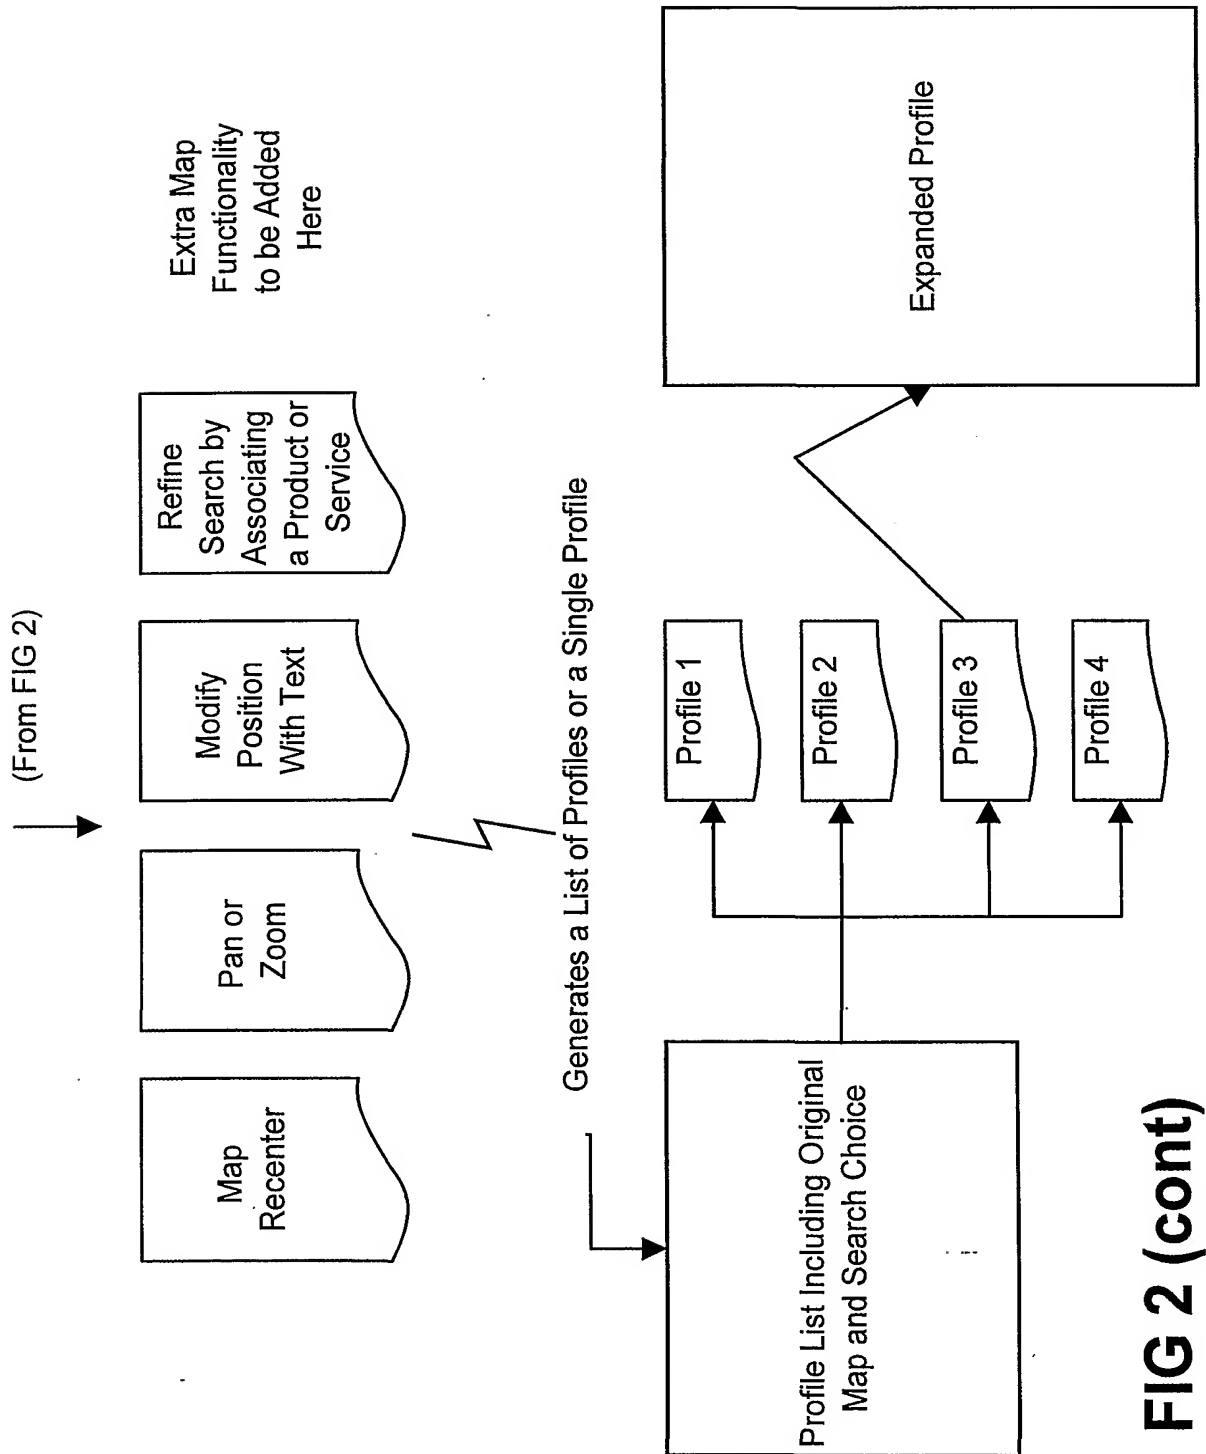 (From FIG 2)
Map
Recenter
Pan or
Zoom
Modify
Position
With Text
Refine
Search by
Associating
a Product or
Service
Extra Map
Functionality
to be Added
Here
Generates a List of Profiles or a Single Profile
Profile List Including Original
Map and Search Choice
Profile 1
Profile 2
Profile 3
Profile 4
Expanded Profile
FIG 2 (cont)